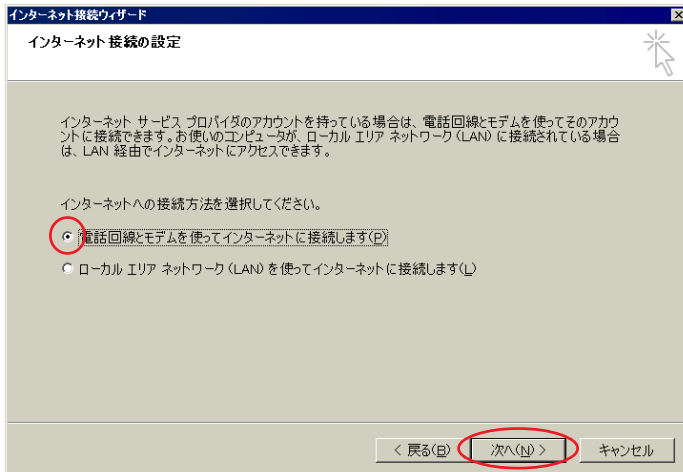 インターネット接続ウィザード
インターネット接続の設定
インターネット サービス プロバイダのアカウントを持っている場合は、電話回線とモデムを使ってそのアカウ
ントに接続できます。お使いのコンピュータが、ローカル エリア ネットワーク (LAN) に接続されている場合
は、LAN 経由でインターネットにアクセスできます。
インターネットへの接続方法を選択してください。
電話回線とモデムを使ってインターネットに接続します(P)
ローカル エリア ネットワーク (LAN) を使ってインターネットに接続します(L)
< 戻る(B) 次へ(N) > キャンセル